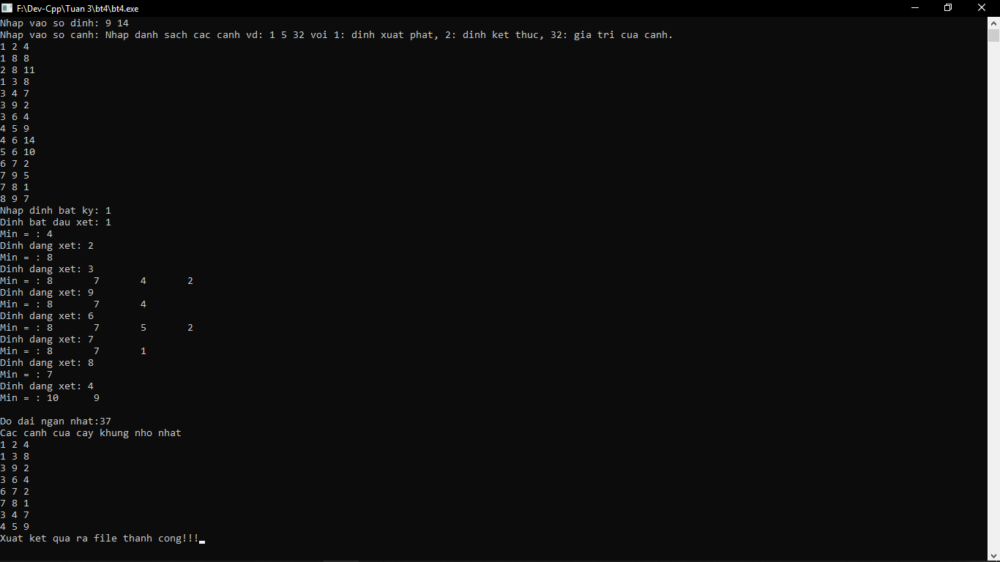 F:\Dev-Cpp\Tuan 3\bt4\bt4.exe
Nhap vao so dinh: 9 14
Nhap vao so canh: Nhap danh sach cac canh vd: 1 5 32 voi 1: dinh xuat phat, 2: dinh ket thuc, 32: gia tri cua canh.
1 2 4
1 8 8
2 8 11
1 3 8
3 4 7
3 9 2
3 6 4
4 5 9
4 6 14
5 6 10
6 7 2
7 9 5
7 8 1
8 9 7
Nhap dinh bat ky: 1
Dinh bat dau xet: 1
Min = : 4
Dinh dang xet: 2
Min = : 8
Dinh dang xet: 3
Min = : 8       7       4       2
Dinh dang xet: 9
Min = : 8       7       4
Dinh dang xet: 6
Min = : 8       7       5       2
Dinh dang xet: 7
Min = : 8       7       1
Dinh dang xet: 8
Min = : 7
Dinh dang xet: 4
Min = : 10      9
Do dai ngan nhat:37
Cac canh cua cay khung nho nhat
1 2 4
1 3 8
3 9 2
3 6 4
6 7 2
7 8 1
3 4 7
4 5 9
Xuat ket qua ra file thanh cong!!!